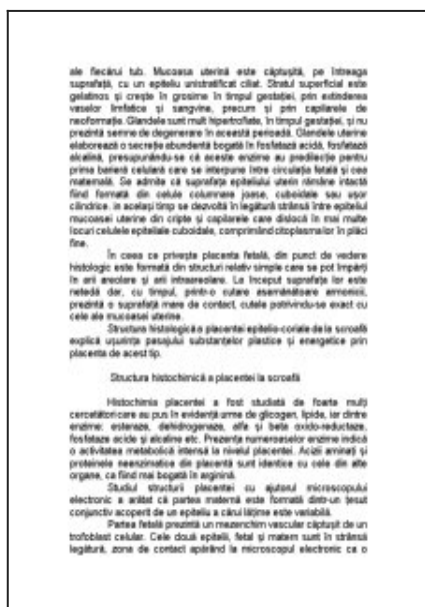 ale fiecărui tub. Mucoasa uterină este căptușită, pe întreaga
suprafață, cu un epiteliu unistratificat ciliat. Stratul superficial este
gelatinos și crește în grosime în timpul gestației, prin extinderea
vaselor limfatice și sangvine, precum și prin capilarele de
neoformație. Glandele sunt mult hipertrofiate, în timpul gestației, și nu
prezintă semne de degenerare în această perioadă. Glandele uterine
elaborează o secreție abundentă bogată în fosfatază acidă, fosfatază
alcalină, presupunându-se că aceste enzime au predilecție pentru
prima barieră celulară care se interpune între circulația fetală și cea
maternală. Se admite că suprafața epiteliului uterin rămâne intactă
fiind formată din celule columnare joase, cuboidale sau ușor
cilindrice. în același timp se dezvoltă în legătură strânsă între epiteliul
mucoasei uterine din cripte și capilarele care dislocă în mai multe
locuri celulele epiteliale cuboidale, comprimând citoplasma lor în plăci
fine.
În ceea ce privește placenta fetală, din punct de vedere
histologic este formată din structuri relativ simple care se pot împărți
în arii areolare și arii intraareolare. La început suprafața lor este
netedă dar, cu timpul, printr-o cutare asemănătoare armonicii,
prezintă o suprafață mare de contact, cutele potrivindu-se exact cu
cele ale mucoasei uterine.
Structura histologică a placentei epitelio-coriale de la scroafă
explică ușurința pasajului substanțelor plastice și energetice prin
placenta de acest tip.
Structura histochimică a placentei la scroafă
Histochimia placentei a fost studiată de foarte mulți
cercetători care au pus în evidență urme de glicogen, lipide, iar dintre
enzime: esteraze, dehidrogenaze, alfa și beta oxido-reductaze,
fosfataze acide și alcaline etc. Prezența numeroaselor enzime indică
o activitatea metabolică intensă la nivelul placentei. Acizii aminați și
proteinele neenzimatice din placentă sunt identice cu cele din alte
organe, ca fiind mai bogată în arginină.
Studiul structurii placentei cu ajutorul microscopului
electronic a arătat că partea maternă este formată dintr-un țesut
conjunctiv acoperit de un epiteliu a cărui lățime este variabilă.
Partea fetală prezintă un mezenchim vascular căptușit de un
trofoblast celular. Cele două epitelii, fetal și matern sunt în strânsă
legătură, zona de contact apărând la microscopul electronic ca o